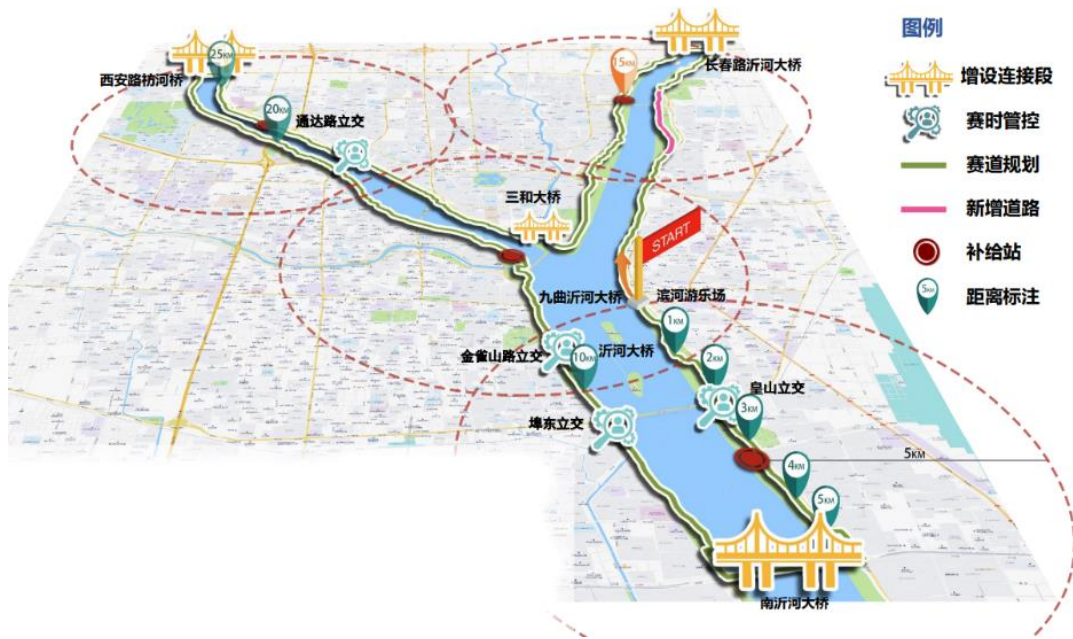 图例
增设连接段
赛时管控
赛道规划
新增道路
补给站
5KM
距离标注
西安路枋河桥
25KM
20KM
通达路立交
15KM
长春路沂河大桥
三和大桥
START
九曲沂河大桥
滨河游乐场
1KM
金雀山路立交
10KM
沂河大桥
2KM
皇山立交
3KM
埠东立交
5KM
4KM
5KM
南沂河大桥